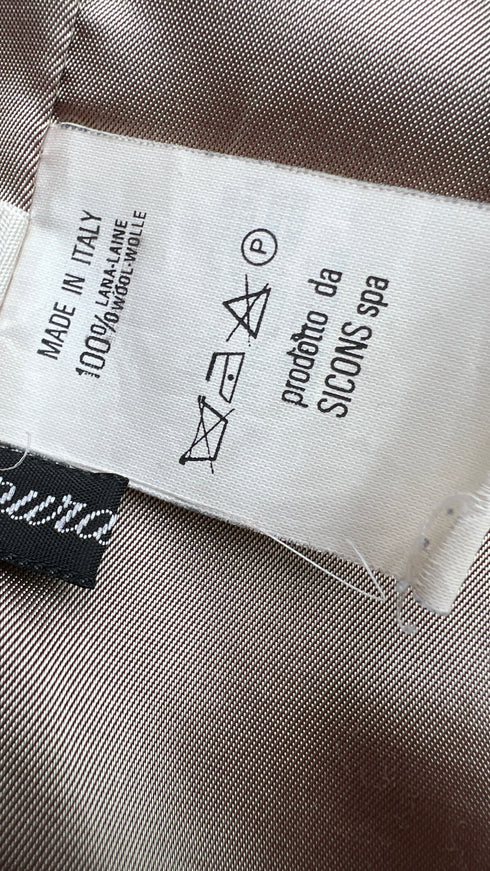 MADE IN ITALY
100% LANA-LAINE
WOOL-WOLLE
P
prodotto da
SICONS spa